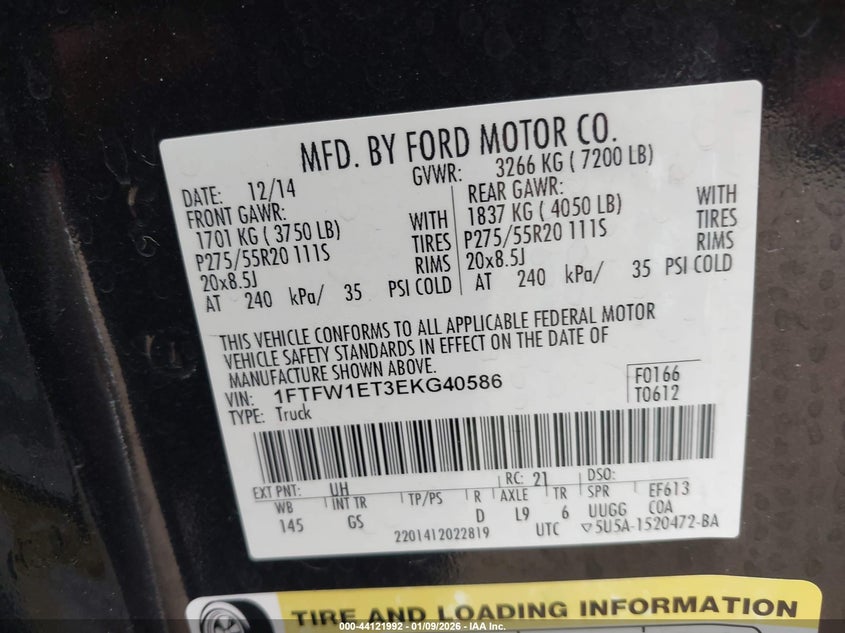 MFD. BY FORD MOTOR CO.
DATE: 12/14
GVWR: 3266 KG ( 7200 LB)
FRONT GAWR:
1701 KG ( 3750 LB) WITH
P275/55R20 111S TIRES
20x8.5J RIMS
AT 240 kPa/ 35 PSI COLD
REAR GAWR:
1837 KG ( 4050 LB) WITH
P275/55R20 111S TIRES
20x8.5J RIMS
AT 240 kPa/ 35 PSI COLD
THIS VEHICLE CONFORMS TO ALL APPLICABLE FEDERAL MOTOR
VEHICLE SAFETY STANDARDS IN EFFECT ON THE DATE OF
MANUFACTURE SHOWN ABOVE.
VIN: 1FTFW1ET3EKG40586
TYPE: Truck
F0166
T0612
EXT PNT: UH RC: 21 DSO:
WB INT TR TP/PS R AXLE TR SPR EF613
145 GS D L9 6 UUGG COA
2201412022819 UTC ▽5U5A-1520472-BA
TIRE AND LOADING INFORMATION
000-44121992 - 01/09/2026 - IAA Inc.